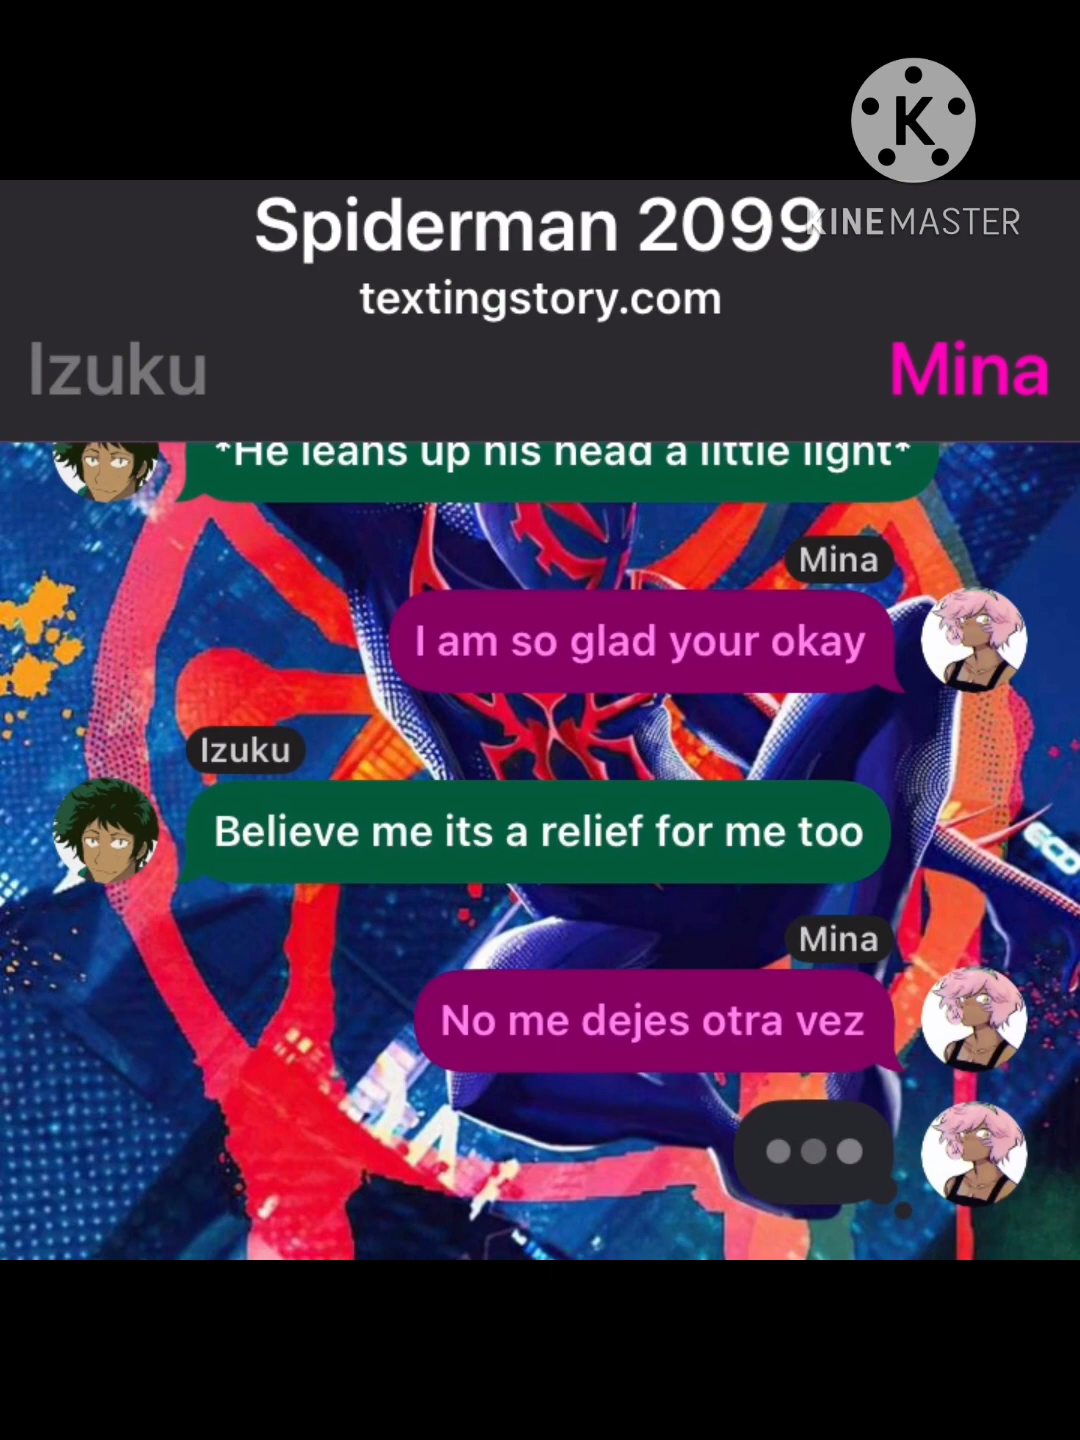 K
KINEMASTER
Spiderman 2099
textingstory.com
Izuku
Mina
*He leans up his head a little light*
Mina
I am so glad your okay
Izuku
Believe me its a relief for me too
Mina
No me dejes otra vez